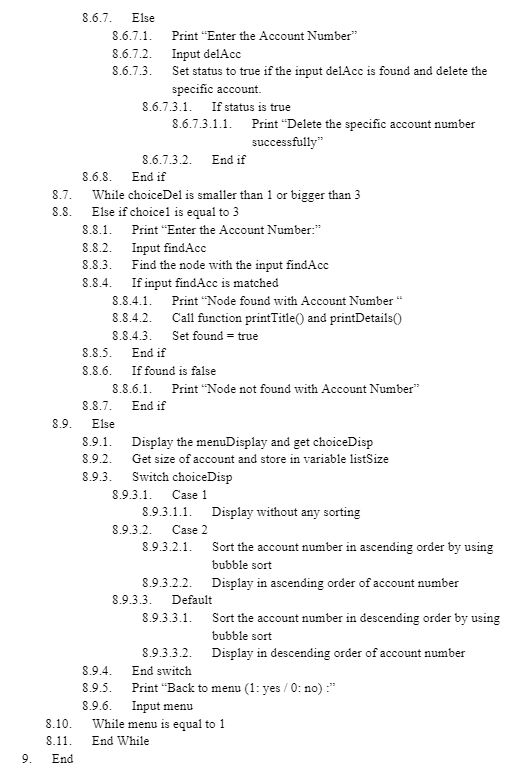 8.6.7. Else
8.6.7.1. Print “Enter the Account Number”
8.6.7.2. Input delAcc
8.6.7.3. Set status to true if the input delAcc is found and delete the
specific account.
8.6.7.3.1. If status is true
8.6.7.3.1.1. Print “Delete the specific account number
successfully”
8.6.7.3.2. End if
8.6.8. End if
8.7. While choiceDel is smaller than 1 or bigger than 3
8.8. Else if choice1 is equal to 3
8.8.1. Print “Enter the Account Number:”
8.8.2. Input findAcc
8.8.3. Find the node with the input findAcc
8.8.4. If input findAcc is matched
8.8.4.1. Print “Node found with Account Number “
8.8.4.2. Call function printTitle() and printDetails()
8.8.4.3. Set found = true
8.8.5. End if
8.8.6. If found is false
8.8.6.1. Print “Node not found with Account Number”
8.8.7. End if
8.9. Else
8.9.1. Display the menuDisplay and get choiceDisp
8.9.2. Get size of account and store in variable listSize
8.9.3. Switch choiceDisp
8.9.3.1. Case 1
8.9.3.1.1. Display without any sorting
8.9.3.2. Case 2
8.9.3.2.1. Sort the account number in ascending order by using
bubble sort
8.9.3.2.2. Display in ascending order of account number
8.9.3.3. Default
8.9.3.3.1. Sort the account number in descending order by using
bubble sort
8.9.3.3.2. Display in descending order of account number
8.9.4. End switch
8.9.5. Print “Back to menu (1: yes / 0: no) :”
8.9.6. Input menu
8.10. While menu is equal to 1
8.11. End While
9. End